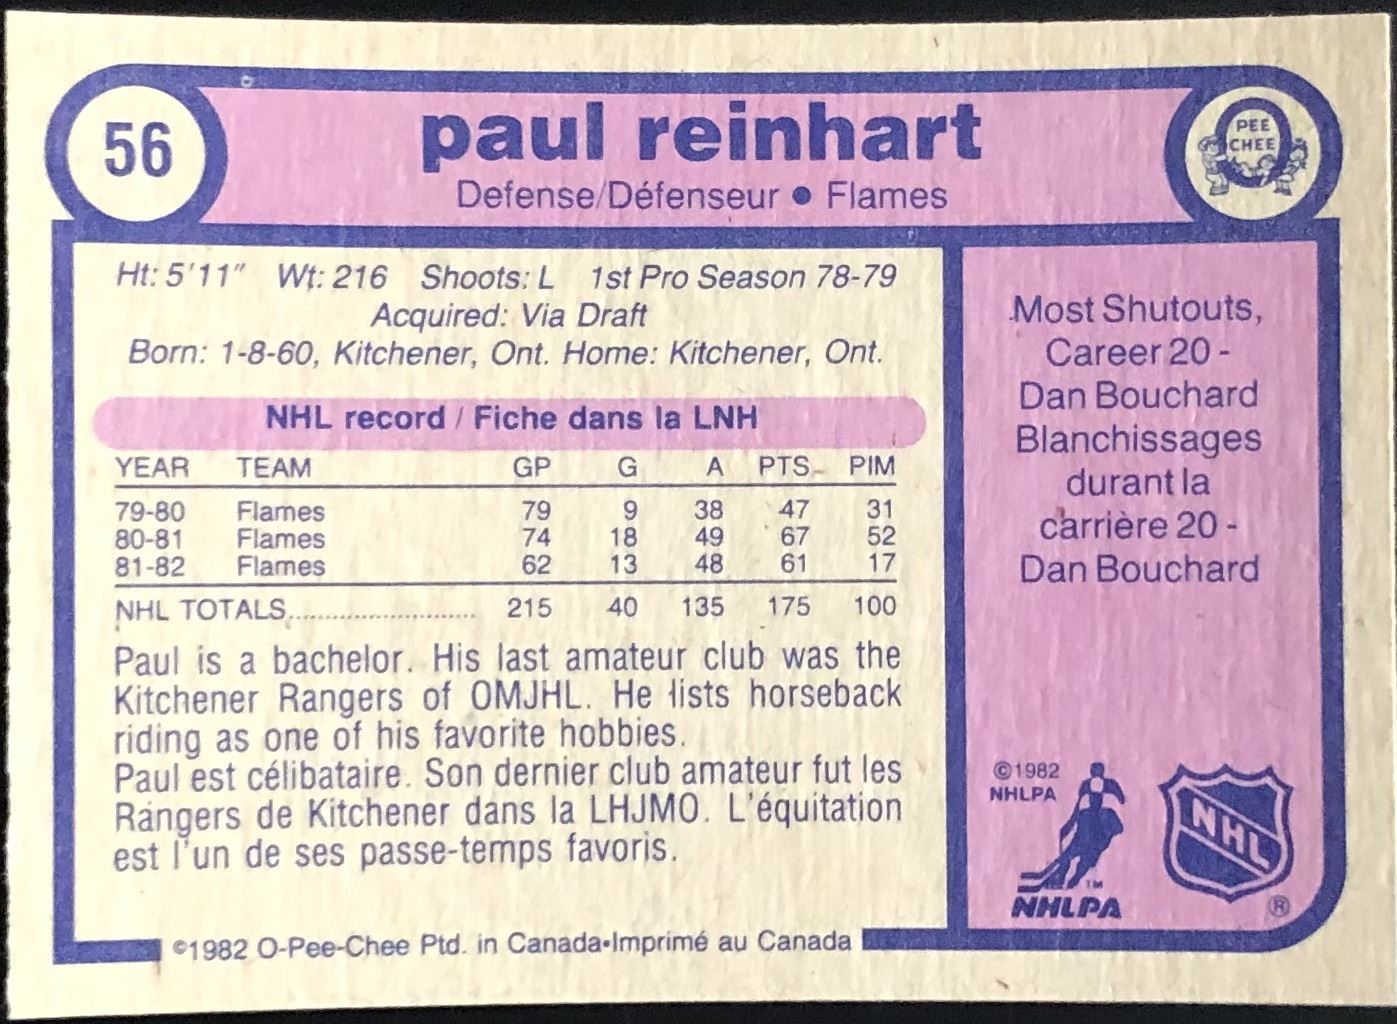 56
paul reinhart
Defense/Défenseur ● Flames
PEE
CHEE
Ht: 5'11" Wt: 216 Shoots: L 1st Pro Season 78-79
Acquired: Via Draft
Born: 1-8-60, Kitchener, Ont. Home: Kitchener, Ont.
NHL record / Fiche dans la LNH
YEAR TEAM GP G A PTS PIM
79-80 Flames 79 9 38 47 31
80-81 Flames 74 18 49 67 52
81-82 Flames 62 13 48 61 17
NHL TOTALS........................ 215 40 135 175 100
Paul is a bachelor. His last amateur club was the
Kitchener Rangers of OMJHL. He lists horseback
riding as one of his favorite hobbies.
Paul est célibataire. Son dernier club amateur fut les
Rangers de Kitchener dans la LHJMO. L'équitation
est l'un de ses passe-temps favoris.
Most Shutouts,
Career 20 -
Dan Bouchard
Blanchissages
durant la
carrière 20 -
Dan Bouchard
©1982
NHLPA
TM
NHLPA
NHL
®
©1982 O-Pee-Chee Ptd. in Canada•Imprimé au Canada